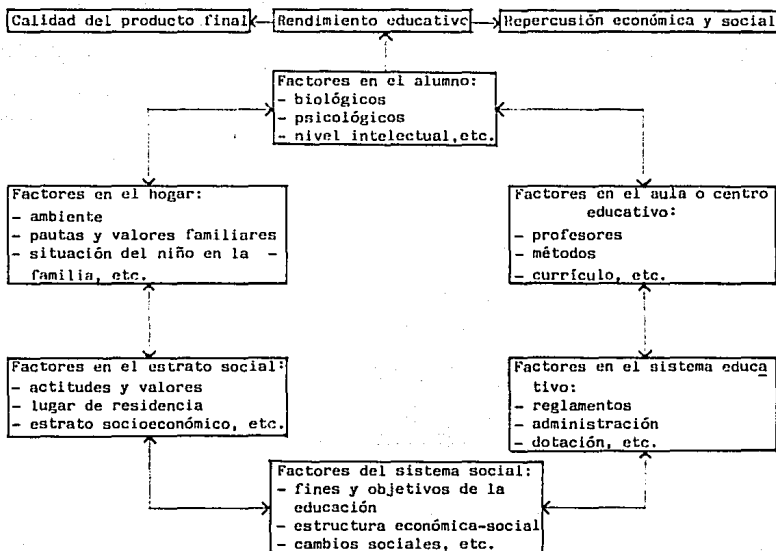 Calidad del producto final
Rendimiento educativo
Repercusión económica y social
Factores en el alumno:
- biológicos
- psicológicos
- nivel intelectual,etc.
Factores en el hogar:
- ambiente
- pautas y valores familiares
- situación del niño en la -
familia, etc.
Factores en el aula o centro
educativo:
- profesores
- métodos
- currículo, etc.
Factores en el estrato social:
- actitudes y valores
- lugar de residencia
- estrato socioeconómico, etc.
Factores en el sistema educa
tivo:
- reglamentos
- administración
- dotación, etc.
Factores del sistema social:
- fines y objetivos de la
educación
- estructura económica-social
- cambios sociales, etc.